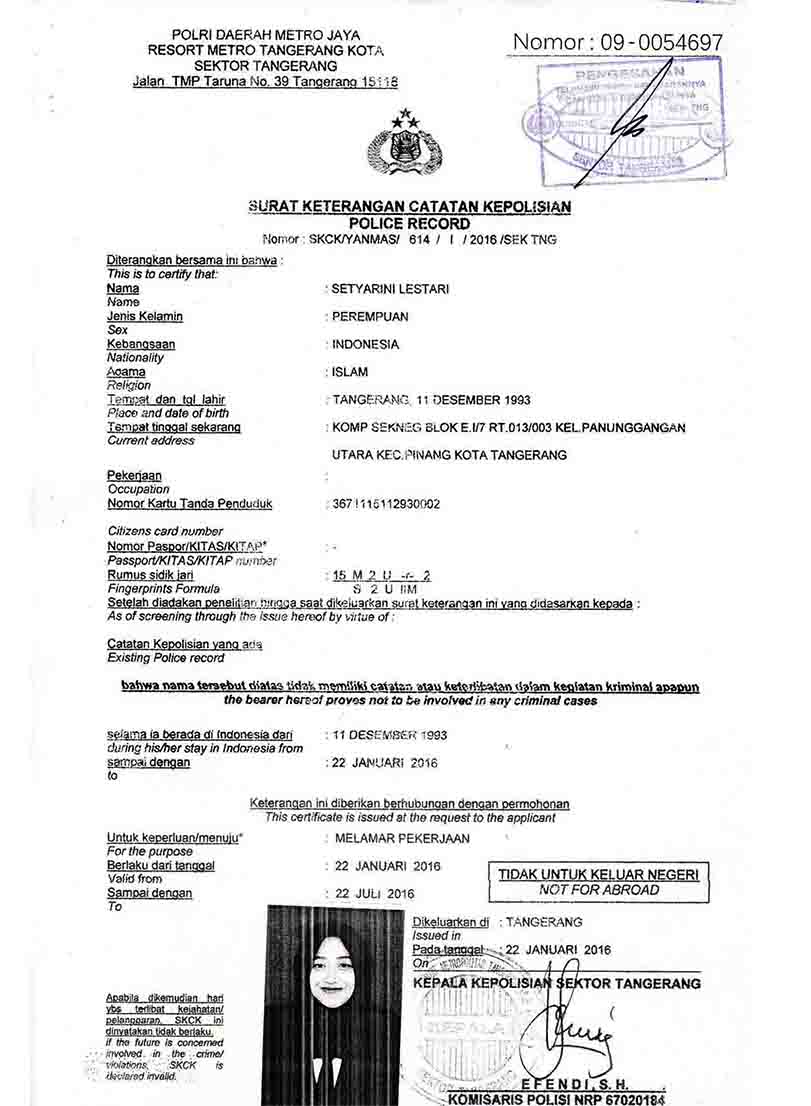 POLRI DAERAH METRO JAYA
RESORT METRO TANGERANG KOTA
SEKTOR TANGERANG
Jalan TMP Taruna No. 39 Tangerang 15118
Nomor : 09-0054697
PENGESAHAN
SURAT KETERANGAN CATATAN KEPOLISIAN
POLICE RECORD
Nomor : SKCK/YANMAS/ 614 / I / 2016 /SEK TNG
Diterangkan bersama ini bahwa :
This is to certify that:
Nama : SETYARINI LESTARI
Name
Jenis Kelamin : PEREMPUAN
Sex
Kebangsaan : INDONESIA
Nationality
Agama : ISLAM
Religion
Tempat dan tgl lahir : TANGERANG, 11 DESEMBER 1993
Place and date of birth
Tempat tinggal sekarang : KOMP SEKNEG BLOK E.I/7 RT.013/003 KEL.PANUNGGANGAN
Current address
UTARA KEC.PINANG KOTA TANGERANG
Pekerjaan :
Occupation
Nomor Kartu Tanda Penduduk : 3671115112930002
Citizens card number
Nomor Paspor/KITAS/KITAP* : -
Passport/KITAS/KITAP number
Rumus sidik jari : 15 M 2 U -r- 2
Fingerprints Formula S 2 U IIM
Setelah diadakan penelitian hingga saat dikeluarkan surat keterangan ini yang didasarkan kepada :
As of screening through the issue hereof by virtue of :
Catatan Kepolisian yang ada
Existing Police record
bahwa nama tersebut diatas tidak memiliki catatan atau keterlibatan dalam kegiatan kriminal apapun
the bearer hereof proves not to be involved in any criminal cases
selama ia berada di Indonesia dari : 11 DESEMBER 1993
during his/her stay in Indonesia from
sampai dengan : 22 JANUARI 2016
to
Keterangan ini diberikan berhubungan dengan permohonan
This certificate is issued at the request to the applicant
Untuk keperluan/menuju* : MELAMAR PEKERJAAN
For the purpose
Berlaku dari tanggal : 22 JANUARI 2016
Valid from
Sampai dengan : 22 JULI 2016
To
TIDAK UNTUK KELUAR NEGERI
NOT FOR ABROAD
Dikeluarkan di : TANGERANG
Issued in
Pada tanggal : 22 JANUARI 2016
On
KEPALA KEPOLISIAN SEKTOR TANGERANG
Apabila dikemudian hari
ybs terlibat kejahatan/
pelanggaran, SKCK ini
dinyatakan tidak berlaku.
if the future is concerned
involved in the crime/
violations, SKCK is
declared invalid.
EFENDI, S.H.
KOMISARIS POLISI NRP 67020184